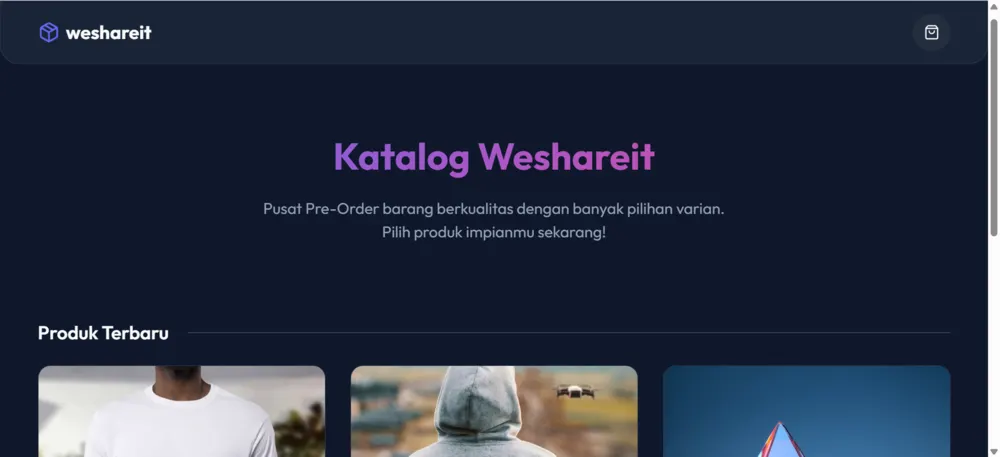 weshareit
Katalog Weshareit
Pusat Pre-Order barang berkualitas dengan banyak pilihan varian.
Pilih produk impianmu sekarang!
Produk Terbaru